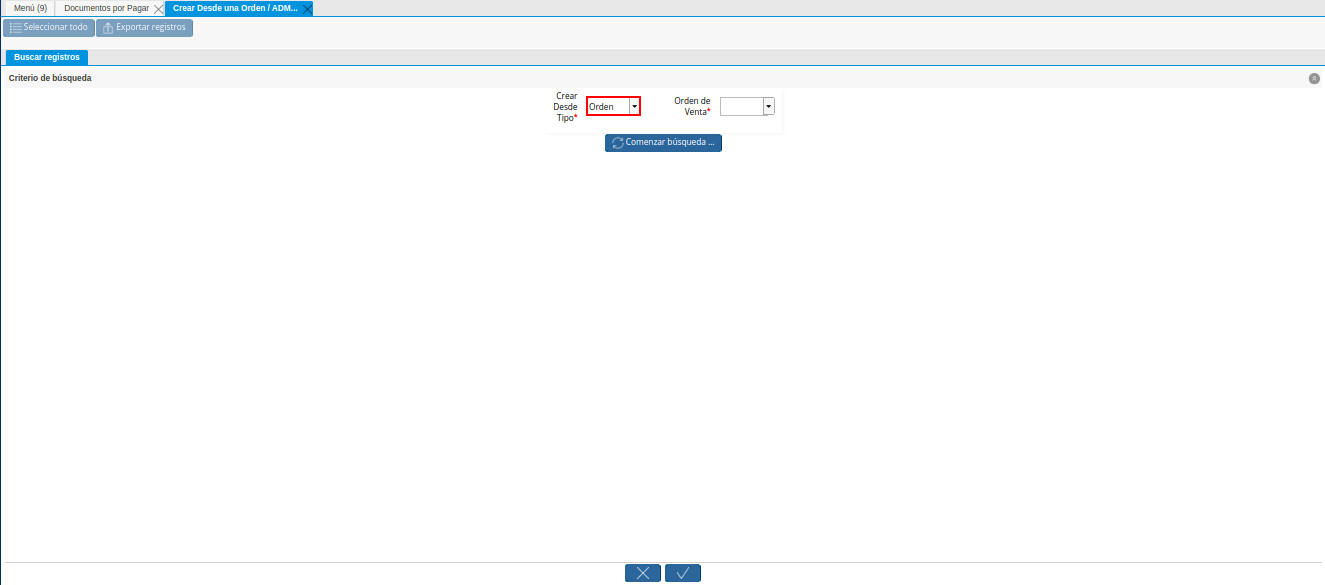 Menú (9) Documentos por Pagar Crear Desde una Orden / ADM...
Seleccionar todo Exportar registros
Buscar registros
Criterio de búsqueda
Crear
Desde
Tipo*
Orden
Orden de
Venta*
Comenzar búsqueda ...